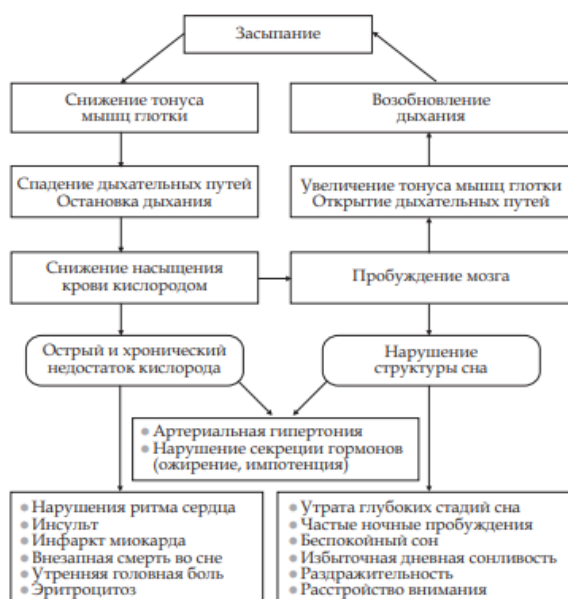 Засыпание
Снижение тонуса
мышц глотки
Возобновление
дыхания
Спадение дыхательных путей
Остановка дыхания
Увеличение тонуса мышц глотки
Открытие дыхательных путей
Снижение насыщения
крови кислородом
Пробуждение мозга
Острый и хронический
недостаток кислорода
Нарушение
структуры сна
Артериальная гипертония
Нарушение секреции гормонов
(ожирение, импотенция)
Нарушения ритма сердца
Инсульт
Инфаркт миокарда
Внезапная смерть во сне
Утренняя головная боль
Эритроцитоз
Утрата глубоких стадий сна
Частые ночные пробуждения
Беспокойный сон
Избыточная дневная сонливость
Раздражительность
Расстройство внимания